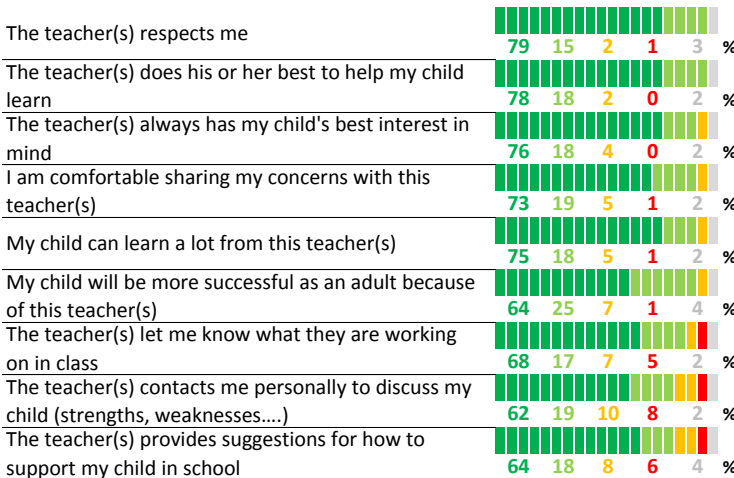 The teacher(s) respects me
79 15 2 1 3 %
The teacher(s) does his or her best to help my child
learn
78 18 2 0 2 %
The teacher(s) always has my child's best interest in
mind
76 18 4 0 2 %
I am comfortable sharing my concerns with this
teacher(s)
73 19 5 1 2 %
My child can learn a lot from this teacher(s)
75 18 5 1 2 %
My child will be more successful as an adult because
of this teacher(s)
64 25 7 1 4 %
The teacher(s) let me know what they are working
on in class
68 17 7 5 2 %
The teacher(s) contacts me personally to discuss my
child (strengths, weaknesses....)
62 19 10 8 2 %
The teacher(s) provides suggestions for how to
support my child in school
64 18 8 6 4 %